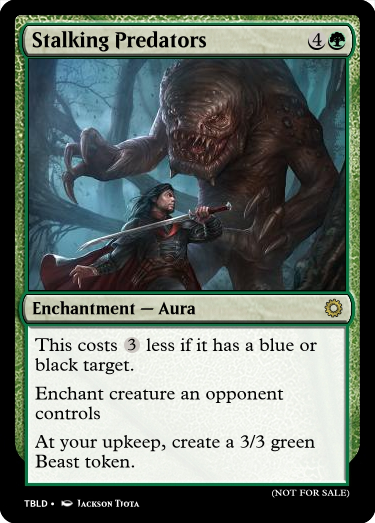 Stalking Predators 4
This costs 3 less if it has a blue or
black target.
Enchant creature an opponent
controls
At your upkeep, create a 3/3 green
Beast token.
Enchantment — Aura
(NOT FOR SALE)
TBLD • Jackson Tiota